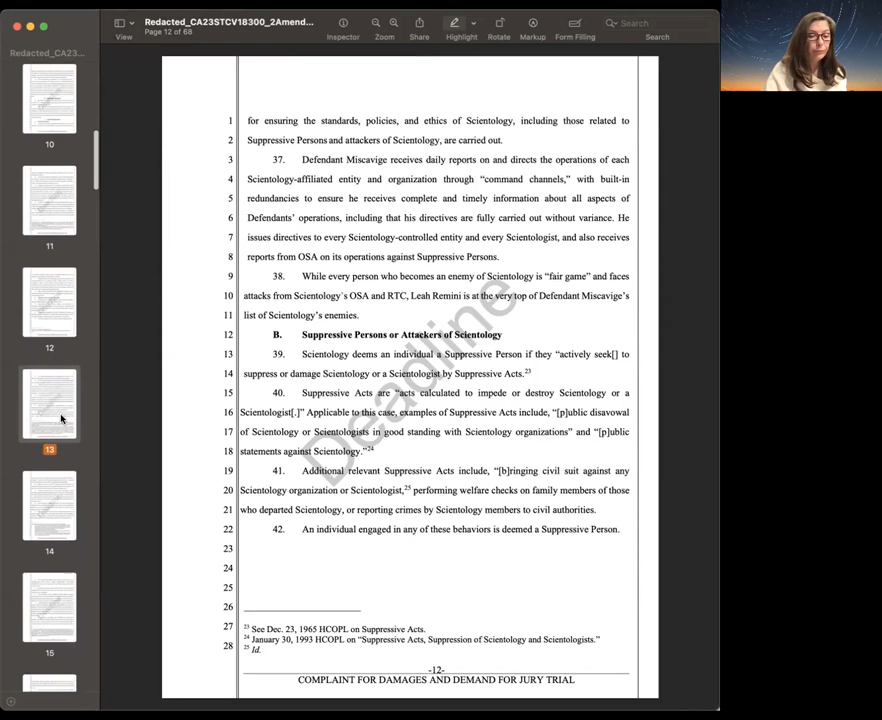 Redacted_CA23STCV18300_2Amend...
Page 12 of 68
View
Inspector
Zoom
Share
Highlight
Rotate
Markup
Form Filling
Search
Search
Redacted_CA23...
10
11
12
13
14
15
1 for ensuring the standards, policies, and ethics of Scientology, including those related to
2 Suppressive Persons and attackers of Scientology, are carried out.
3 37. Defendant Miscavige receives daily reports on and directs the operations of each
4 Scientology-affiliated entity and organization through “command channels,” with built-in
5 redundancies to ensure he receives complete and timely information about all aspects of
6 Defendants’ operations, including that his directives are fully carried out without variance. He
7 issues directives to every Scientology-controlled entity and every Scientologist, and also receives
8 reports from OSA on its operations against Suppressive Persons.
9 38. While every person who becomes an enemy of Scientology is “fair game” and faces
10 attacks from Scientology`s OSA and RTC, Leah Remini is at the very top of Defendant Miscavige’s
11 list of Scientology’s enemies.
12 B. Suppressive Persons or Attackers of Scientology
13 39. Scientology deems an individual a Suppressive Person if they “actively seek[] to
14 suppress or damage Scientology or a Scientologist by Suppressive Acts.23
15 40. Suppressive Acts are “acts calculated to impede or destroy Scientology or a
16 Scientologist[.]” Applicable to this case, examples of Suppressive Acts include, “[p]ublic disavowal
17 of Scientology or Scientologists in good standing with Scientology organizations” and “[p]ublic
18 statements against Scientology.”24
19 41. Additional relevant Suppressive Acts include, “[b]ringing civil suit against any
20 Scientology organization or Scientologist,25 performing welfare checks on family members of those
21 who departed Scientology, or reporting crimes by Scientology members to civil authorities.
22 42. An individual engaged in any of these behaviors is deemed a Suppressive Person.
23
24
25
26
27 23 See Dec. 23, 1965 HCOPL on Suppressive Acts.
24 January 30, 1993 HCOPL on “Suppressive Acts, Suppression of Scientology and Scientologists.”
28 25 Id.
-12-
COMPLAINT FOR DAMAGES AND DEMAND FOR JURY TRIAL
Deadline